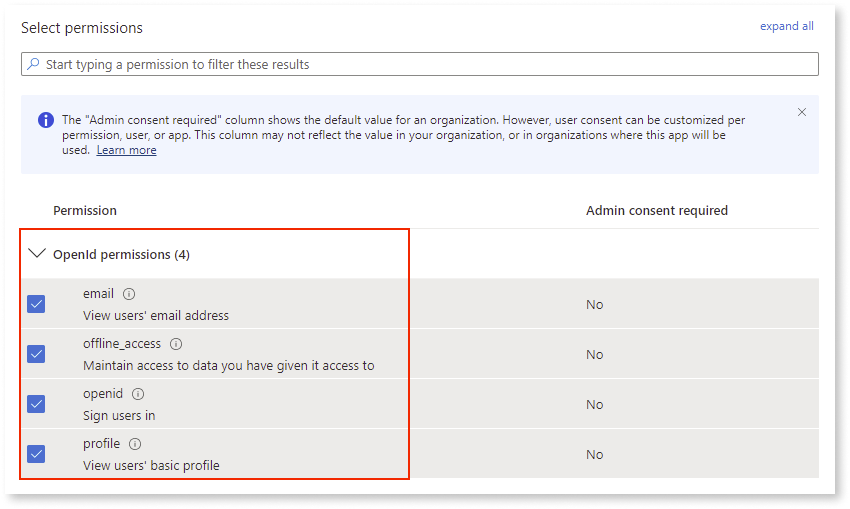 Select permissions
expand all
Start typing a permission to filter these results
The "Admin consent required" column shows the default value for an organization. However, user consent can be customized per
permission, user, or app. This column may not reflect the value in your organization, or in organizations where this app will be
used. Learn more
Permission
Admin consent required
OpenId permissions (4)
email
View users' email address
No
offline_access
Maintain access to data you have given it access to
No
openid
Sign users in
No
profile
View users' basic profile
No